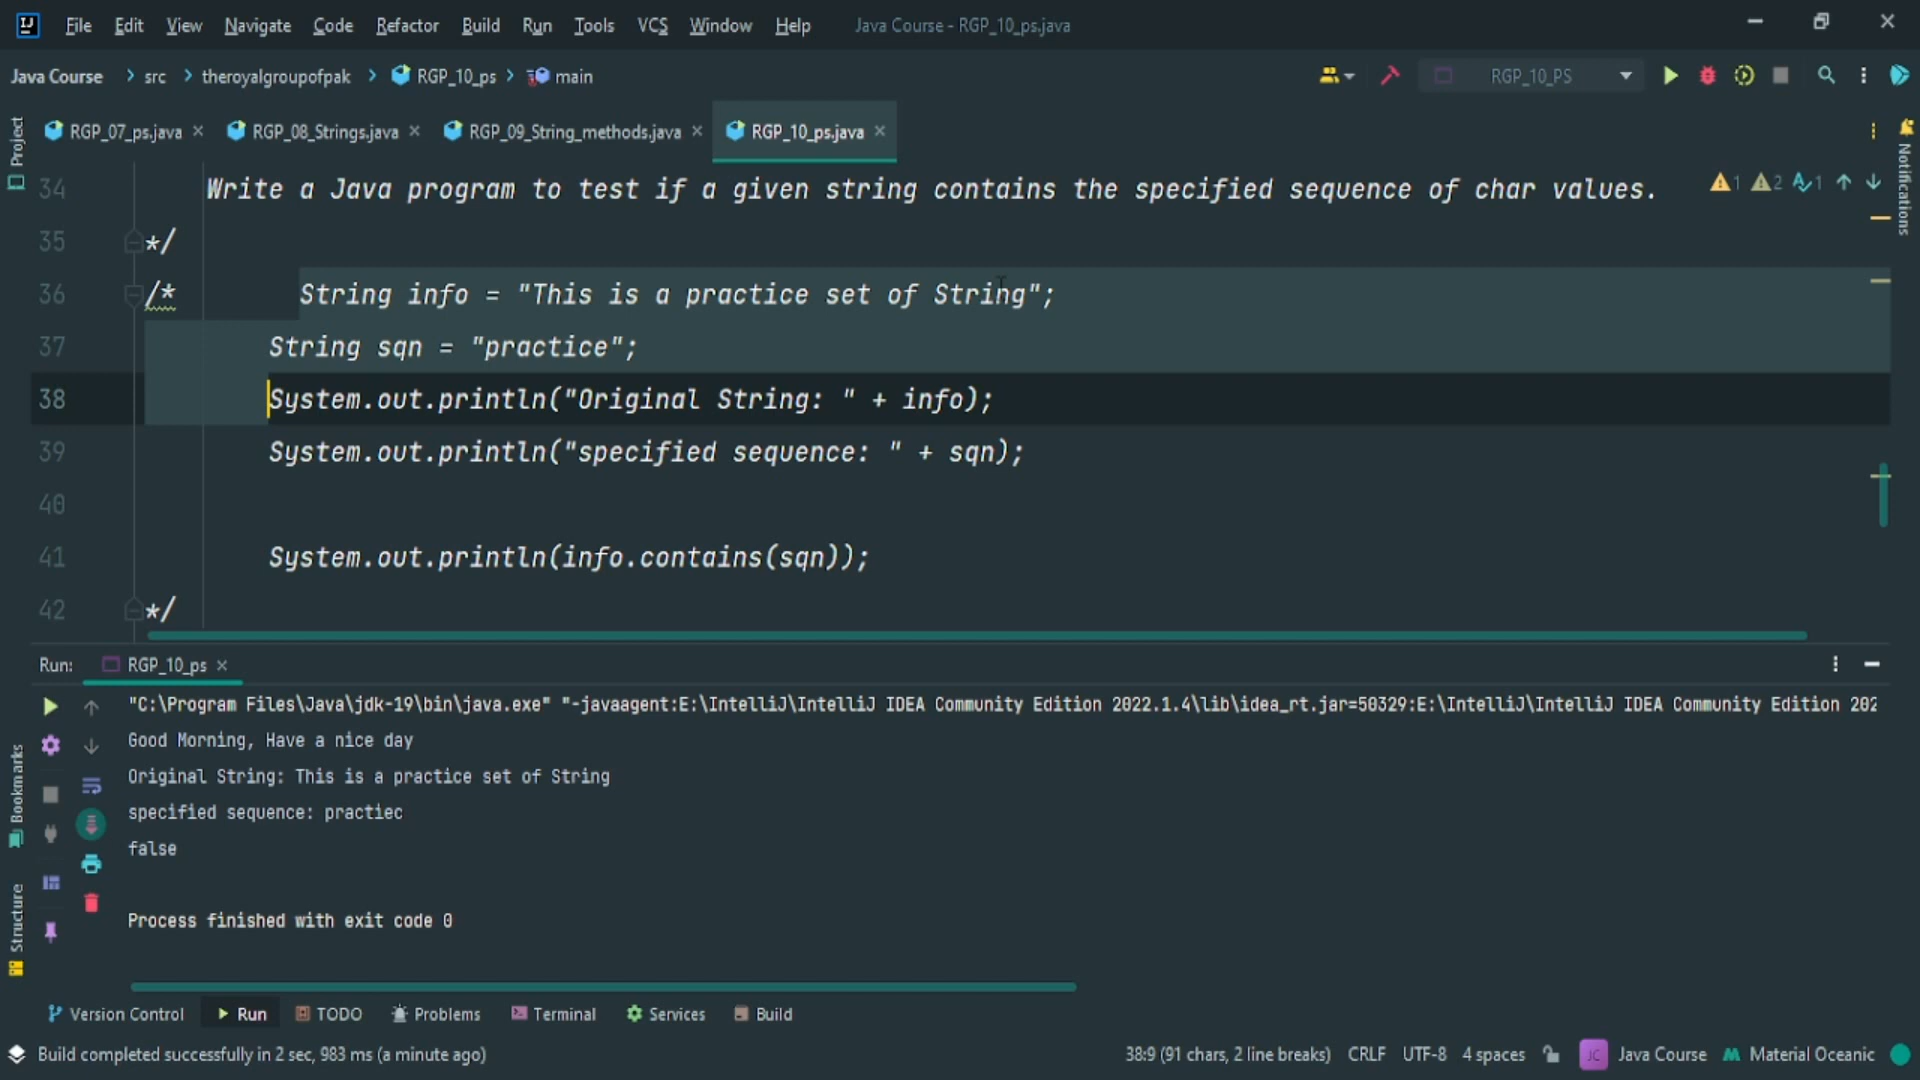 File Edit View Navigate Code Refactor Build Run Tools VCS Window Help Java Course - RGP_10_ps.java
Java Course src theroyalgroupofpak RGP_10_ps main RGP_10_PS
Project
RGP_07_ps.java RGP_08_Strings.java RGP_09_String_methods.java RGP_10_ps.java
Notifications
34 Write a Java program to test if a given string contains the specified sequence of char values. 1 2 1
35 */
36 /* String info = "This is a practice set of String";
37 String sqn = "practice";
38 System.out.println("Original String: " + info);
39 System.out.println("specified sequence: " + sqn);
40
41 System.out.println(info.contains(sqn));
42 */
Run: RGP_10_ps
"C:\Program Files\Java\jdk-19\bin\java.exe" "-javaagent:E:\IntelliJ\IntelliJ IDEA Community Edition 2022.1.4\lib\idea_rt.jar=50329:E:\IntelliJ\IntelliJ IDEA Community Edition 202
Good Morning, Have a nice day
Original String: This is a practice set of String
specified sequence: practiec
false
Process finished with exit code 0
Bookmarks
Structure
Version Control Run TODO Problems Terminal Services Build
Build completed successfully in 2 sec, 983 ms (a minute ago) 38:9 (91 chars, 2 line breaks) CRLF UTF-8 4 spaces JC Java Course Material Oceanic